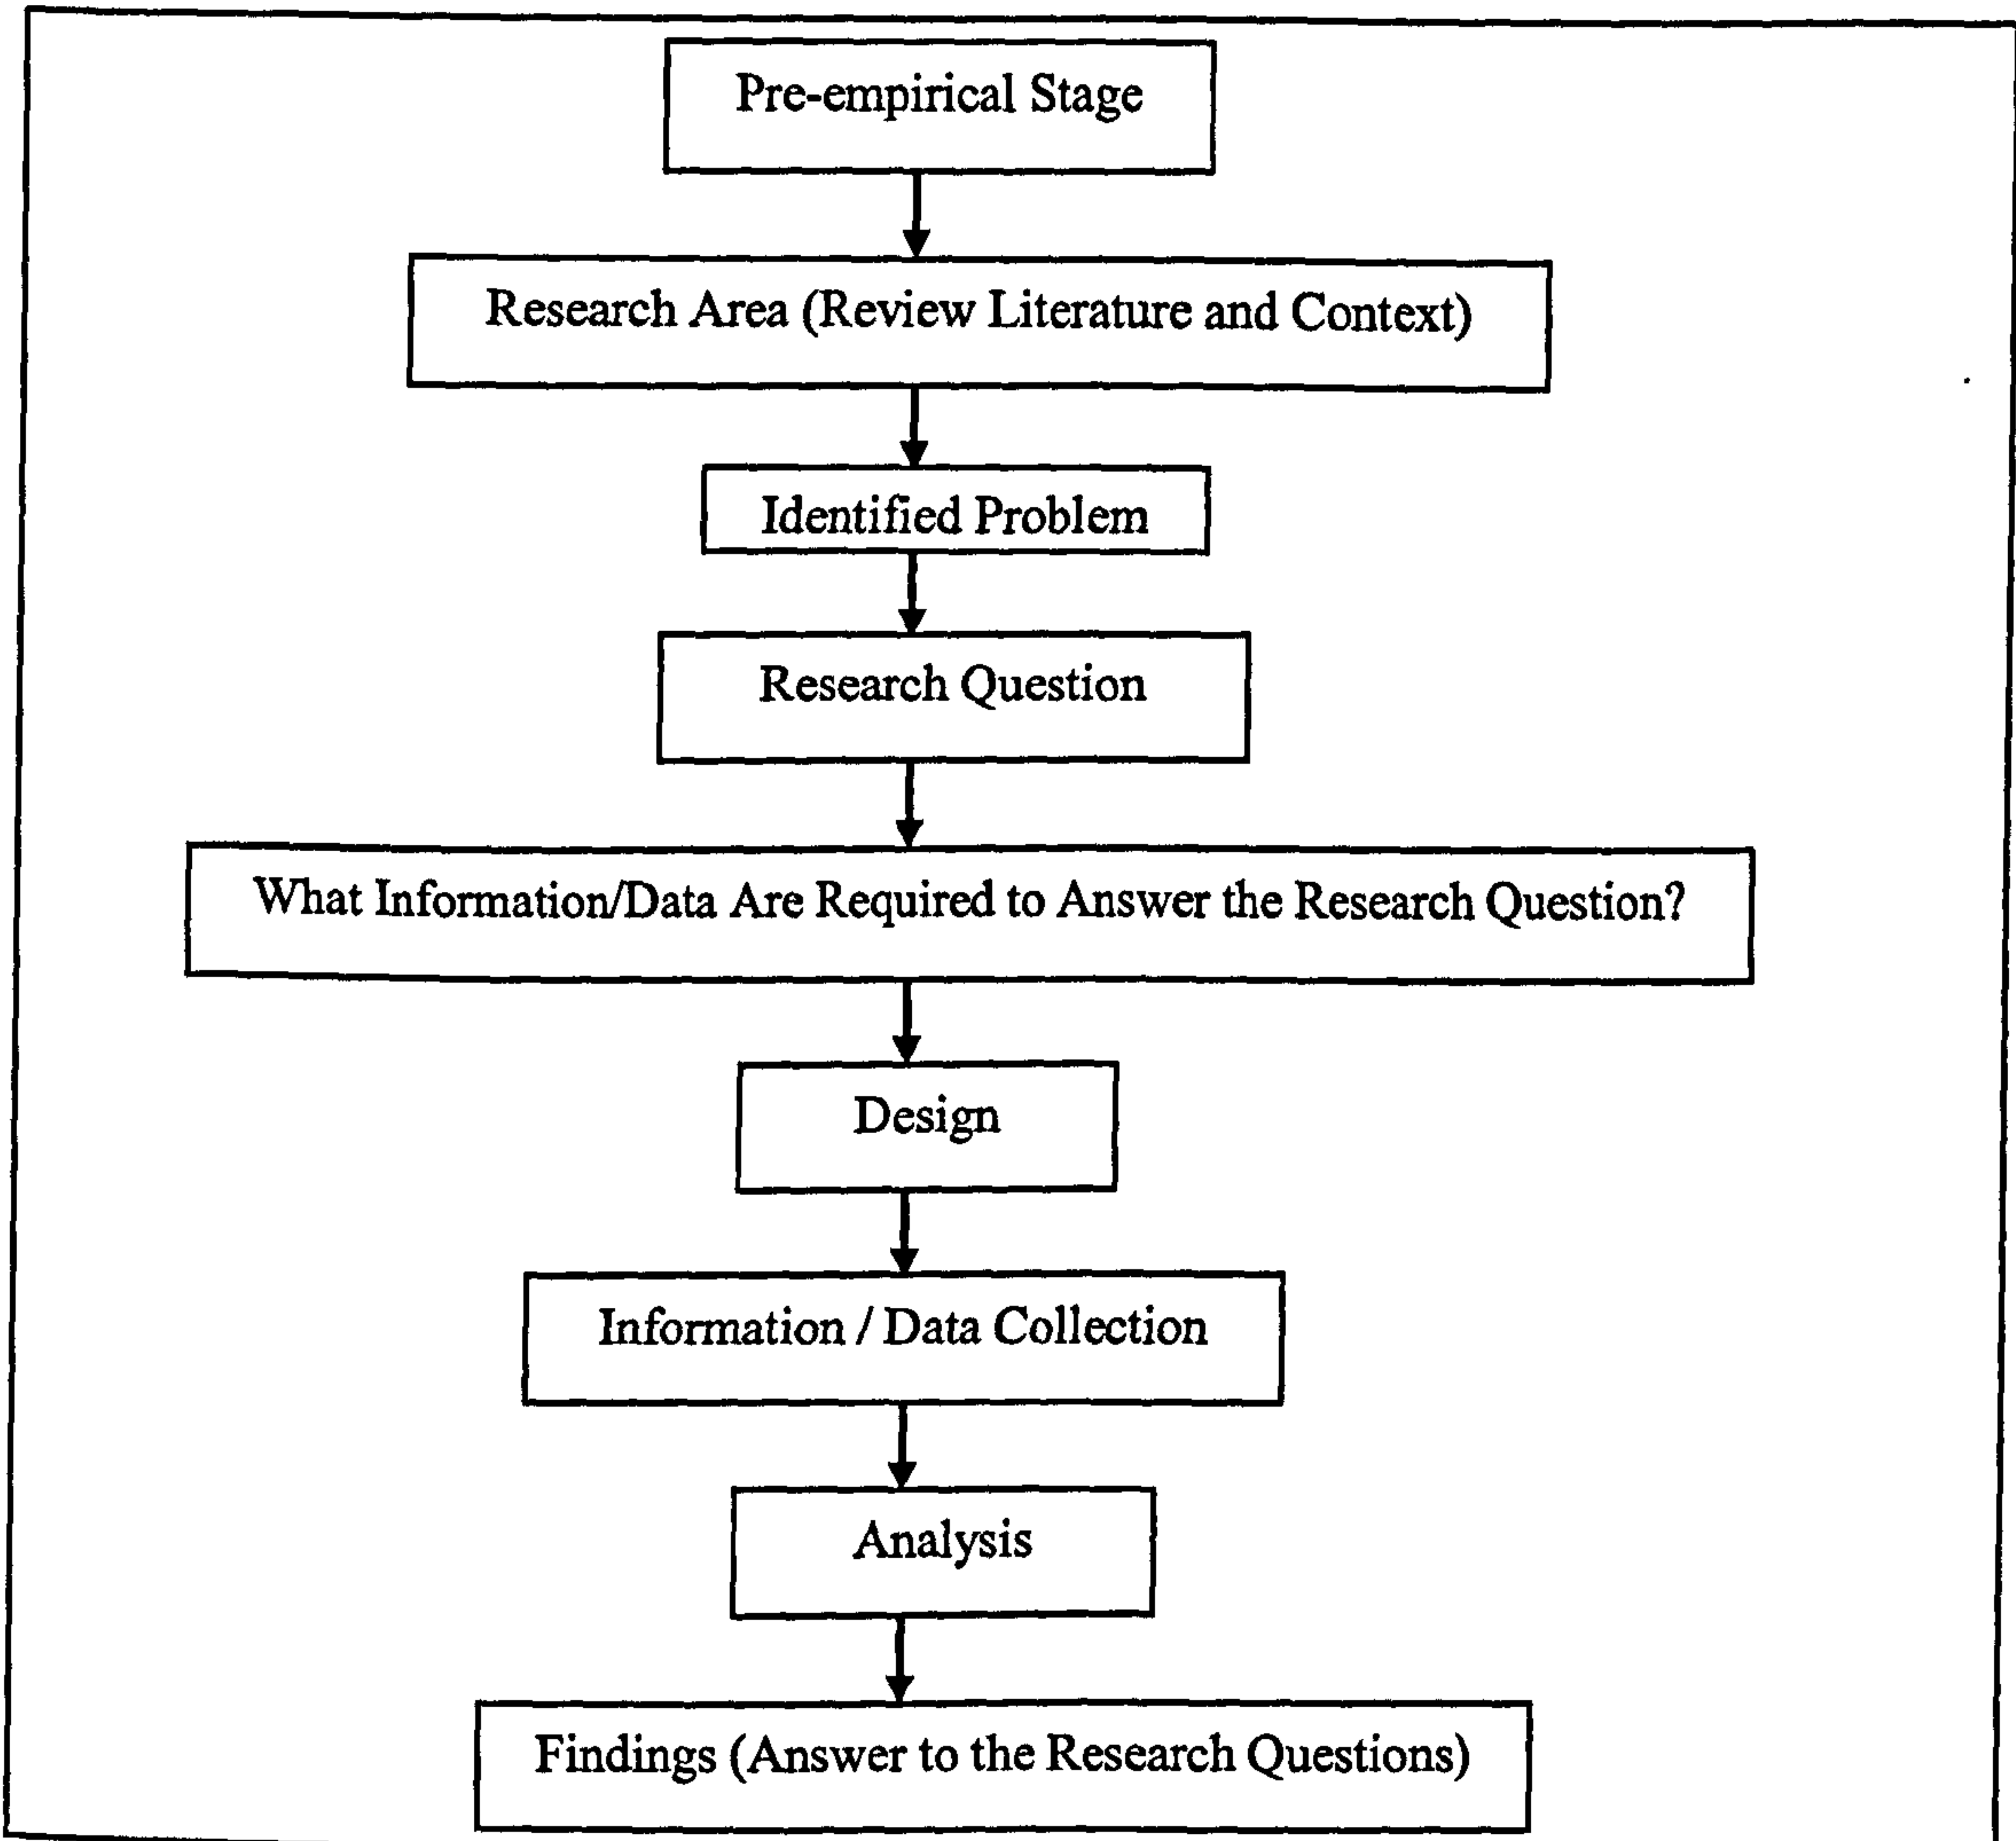 Pre-empirical Stage
Research Area (Review Literature and Context)
Identified Problem
Research Question
What Information/Data Are Required to Answer the Research Question?
Design
Information / Data Collection
Analysis
Findings (Answer to the Research Questions)